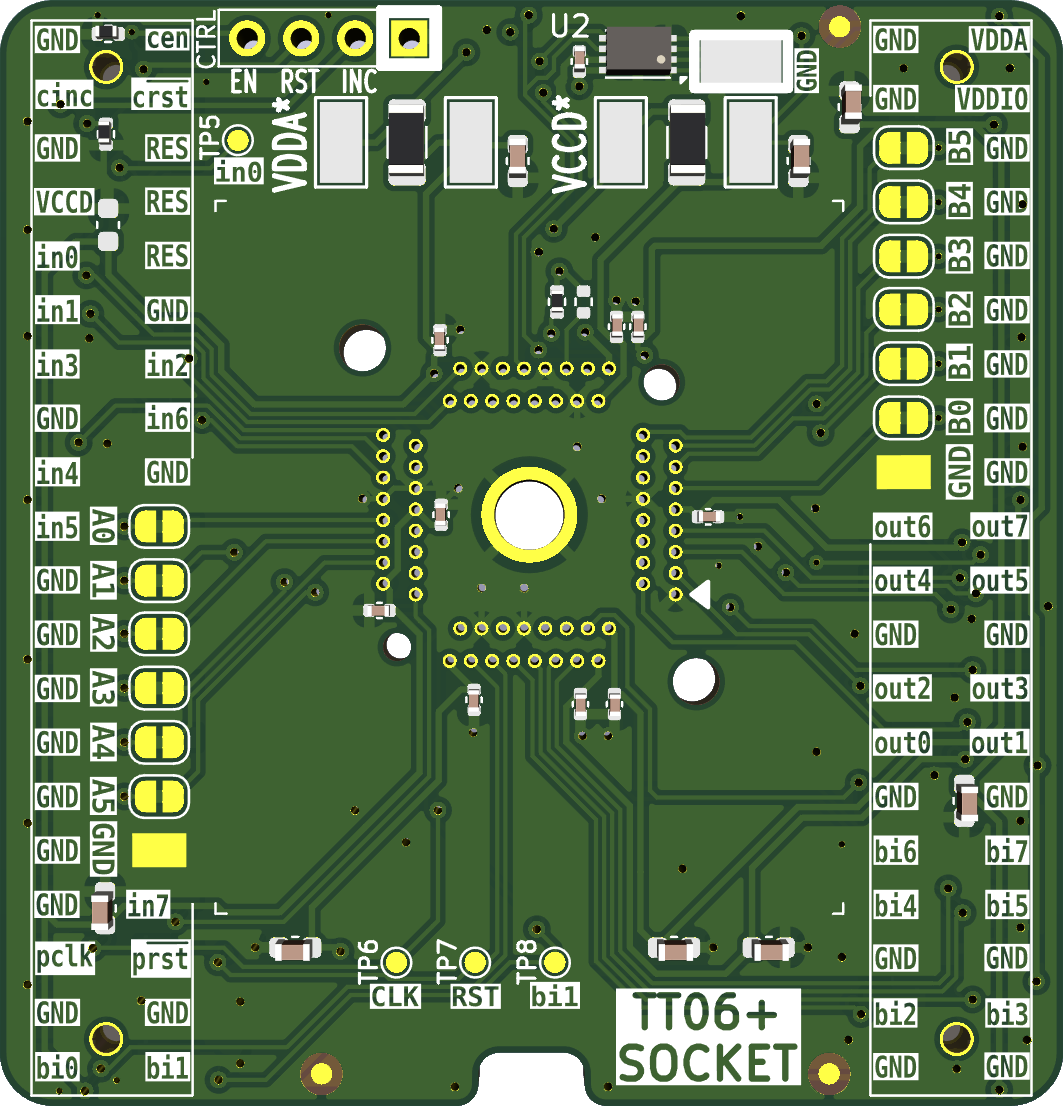 CTRL
EN RST INC
U2
GND
TP5
in0
VDDA*
VCCD*
GND cen
cinc crst
GND RES
VCCD RES
in0 RES
in1 GND
in3 in2
GND in6
in4 GND
in5 A0
GND A1
GND A2
GND A3
GND A4
GND A5
GND GND
GND in7
pclk prst
GND GND
bi0 bi1
GND VDDA
GND VDDIO
B5 GND
B4 GND
B3 GND
B2 GND
B1 GND
B0 GND
GND GND
out6 out7
out4 out5
GND GND
out2 out3
out0 out1
GND GND
bi6 bi7
bi4 bi5
GND GND
bi2 bi3
GND GND
TP6 TP7 TP8
CLK RST bi1
TT06+
SOCKET